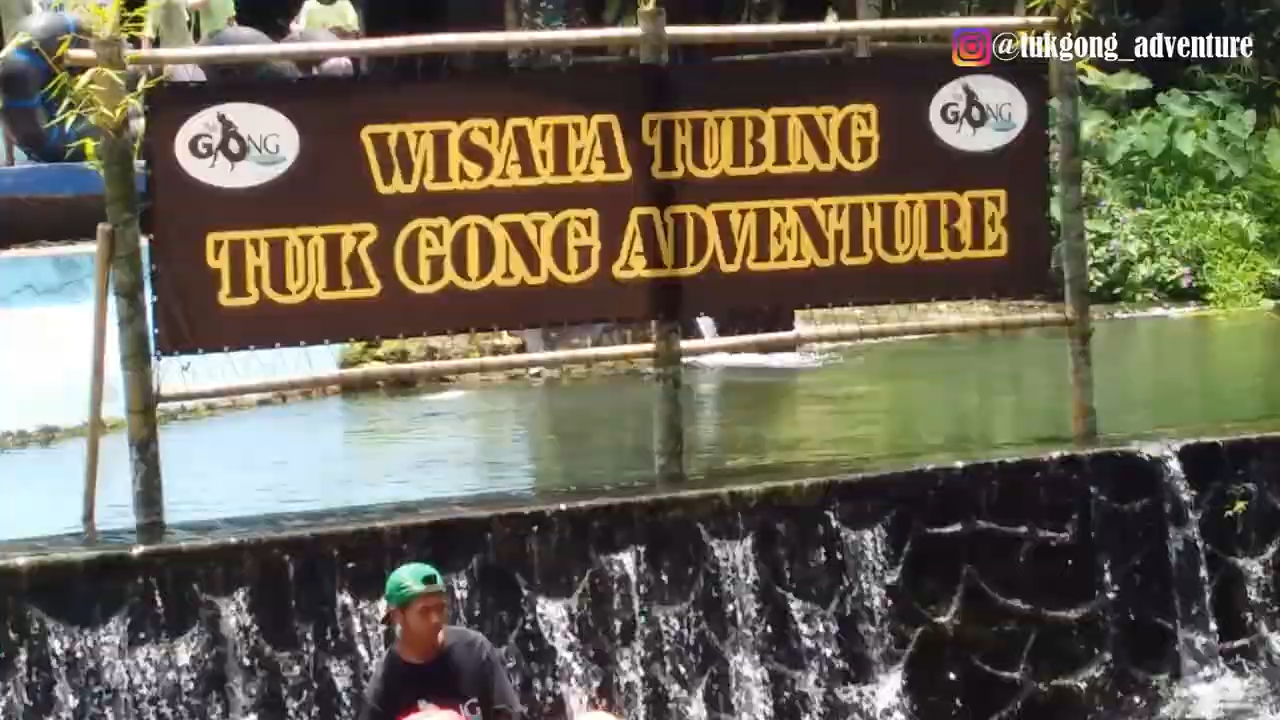 @tukgong_adventure
GONG
GONG
WISATA TUBING
TUK GONG ADVENTURE